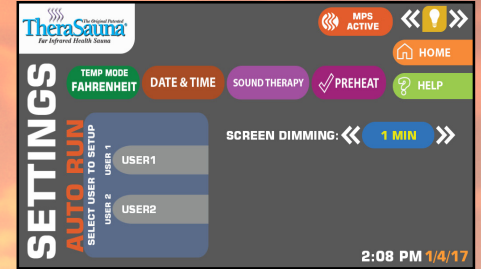 The Original Patented
TheraSauna®
Far Infrared Health Sauna
MPS
ACTIVE
HOME
HELP
SETTINGS
TEMP MODE
FAHRENHEIT
DATE & TIME
SOUND THERAPY
PREHEAT
AUTO RUN
SELECT USER TO SETUP
USER 1
USER1
USER 2
USER2
SCREEN DIMMING:
1 MIN
2:08 PM 1/4/17